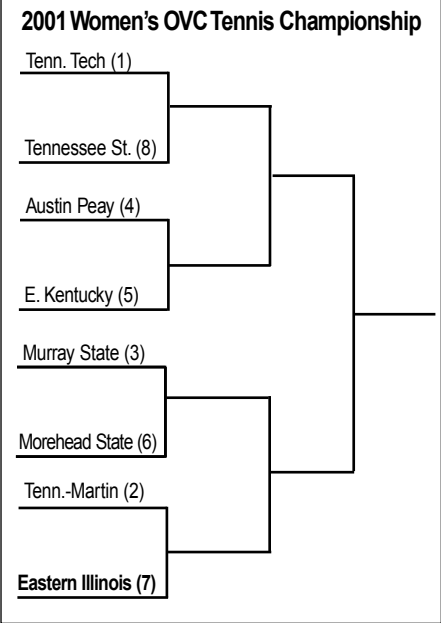 2001 Women's OVC Tennis Championship
Tenn. Tech (1)
Tennessee St. (8)
Austin Peay (4)
E. Kentucky (5)
Murray State (3)
Morehead State (6)
Tenn.-Martin (2)
Eastern Illinois (7)